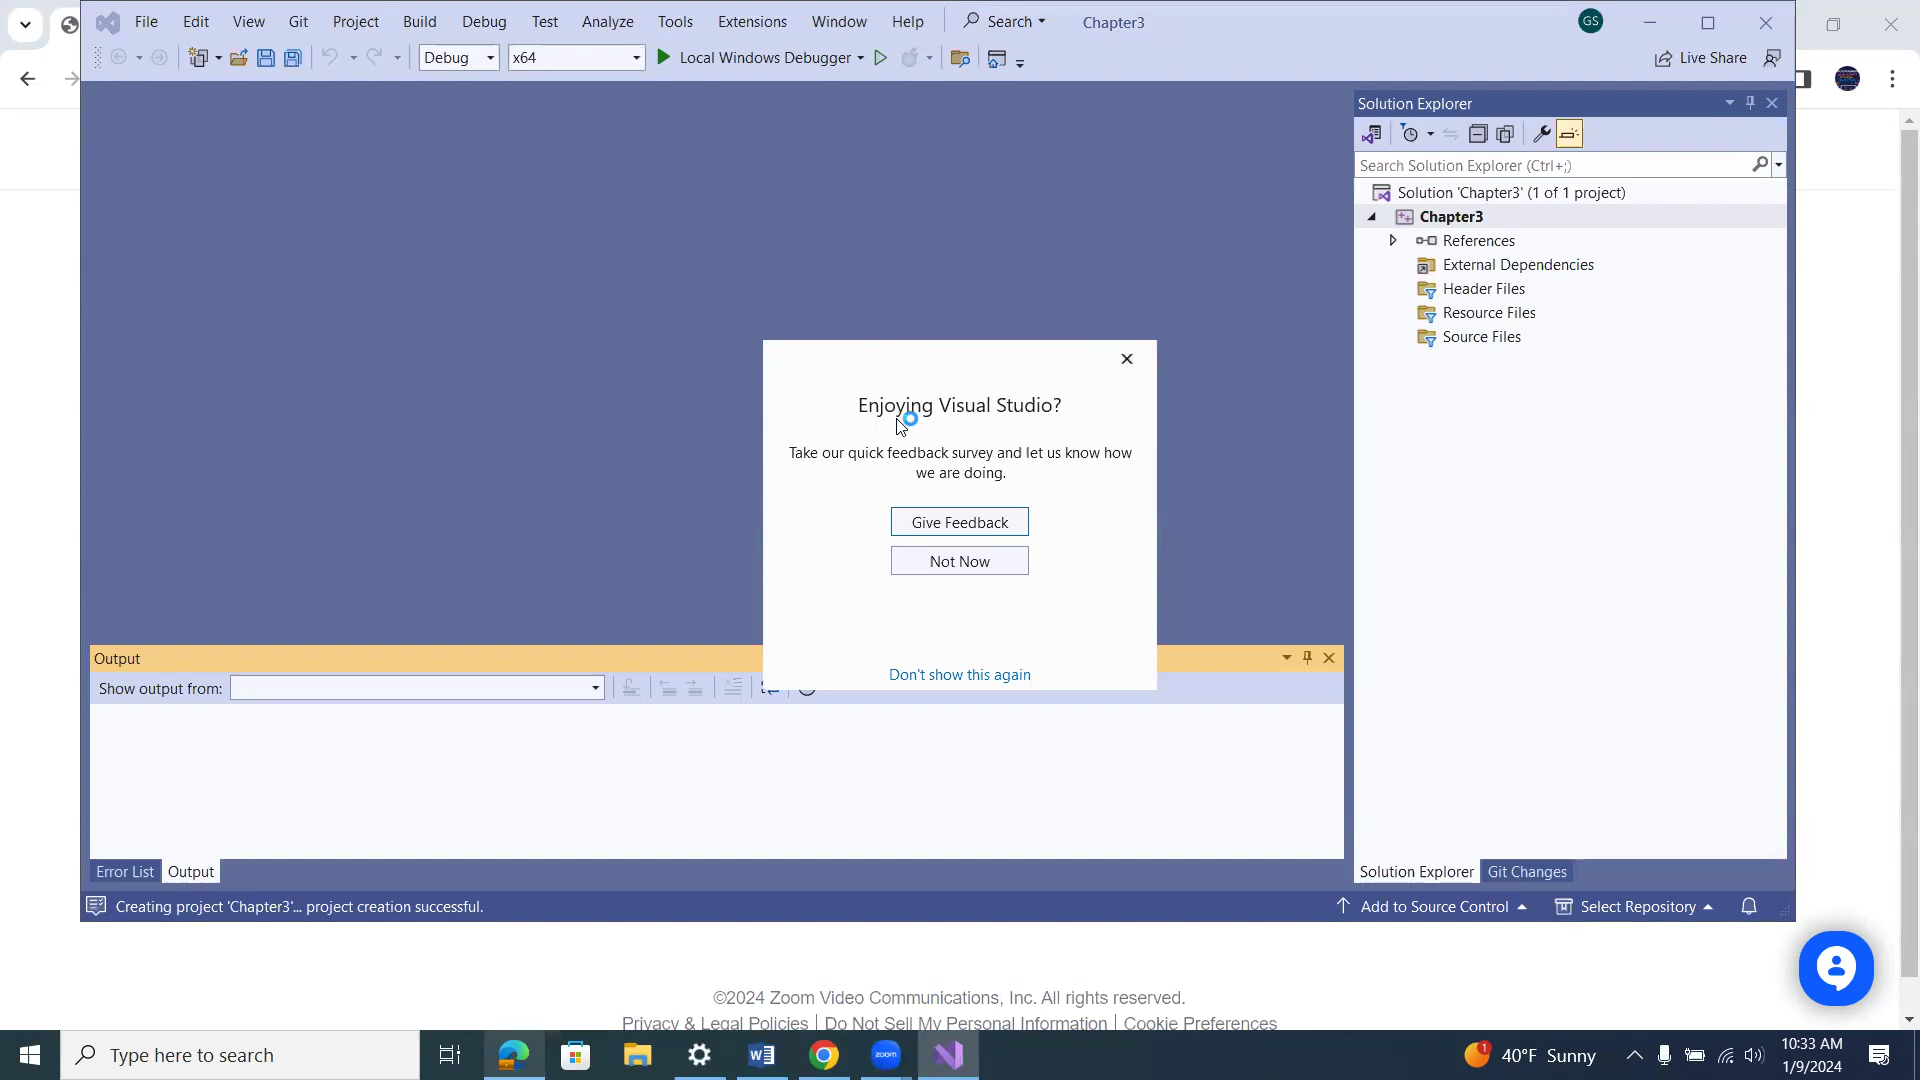 File Edit View Git Project Build Debug Test Analyze Tools Extensions Window Help Search Chapter3 GS
Debug x64 Local Windows Debugger Live Share
Solution Explorer
Search Solution Explorer (Ctrl+;)
Solution 'Chapter3' (1 of 1 project)
Chapter3
References
External Dependencies
Header Files
Resource Files
Source Files
Enjoying Visual Studio?
Take our quick feedback survey and let us know how
we are doing.
Give Feedback
Not Now
Don't show this again
Output
Show output from:
Error List Output
Solution Explorer Git Changes
Creating project 'Chapter3'... project creation successful.
Add to Source Control Select Repository
©2024 Zoom Video Communications, Inc. All rights reserved.
Privacy & Legal Policies | Do Not Sell My Personal Information | Cookie Preferences
Type here to search
zoom
1
40°F Sunny
10:33 AM
1/9/2024